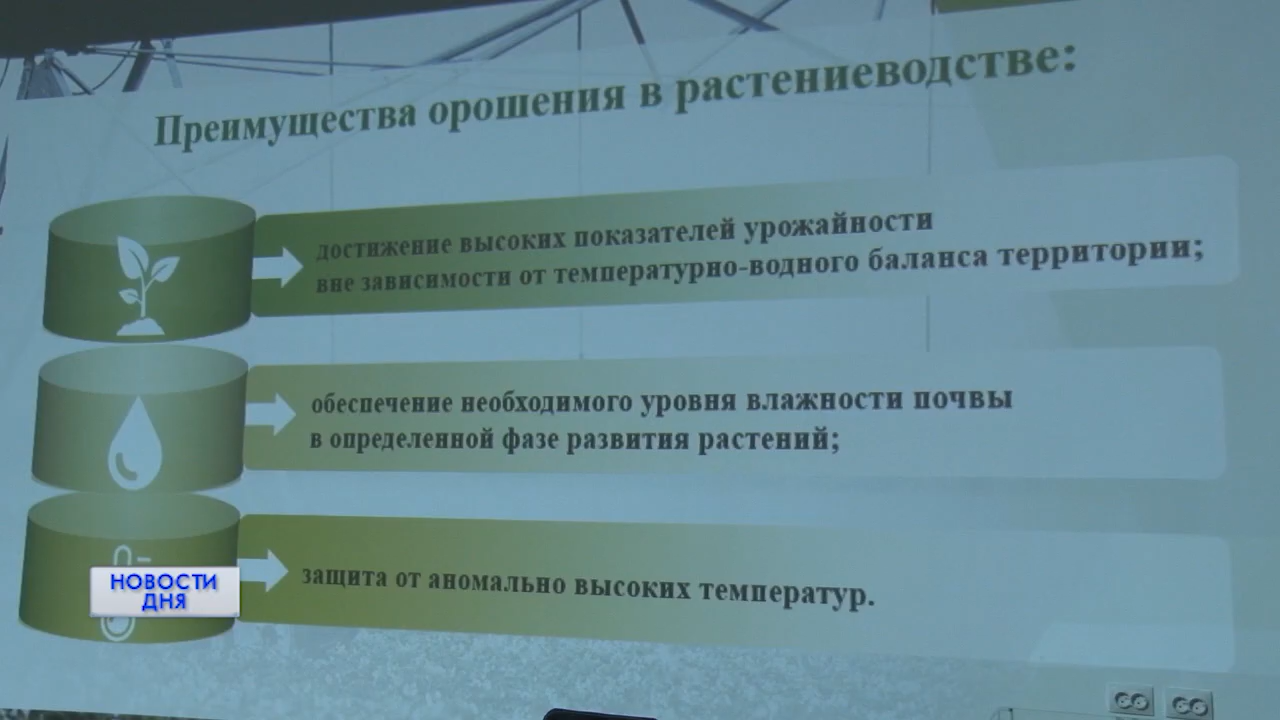 Преимущества орошения в растениеводстве:
достижение высоких показателей урожайности
вне зависимости от температурно-водного баланса территории;
обеспечение необходимого уровня влажности почвы
в определенной фазе развития растений;
защита от аномально высоких температур.
НОВОСТИ
ДНЯ